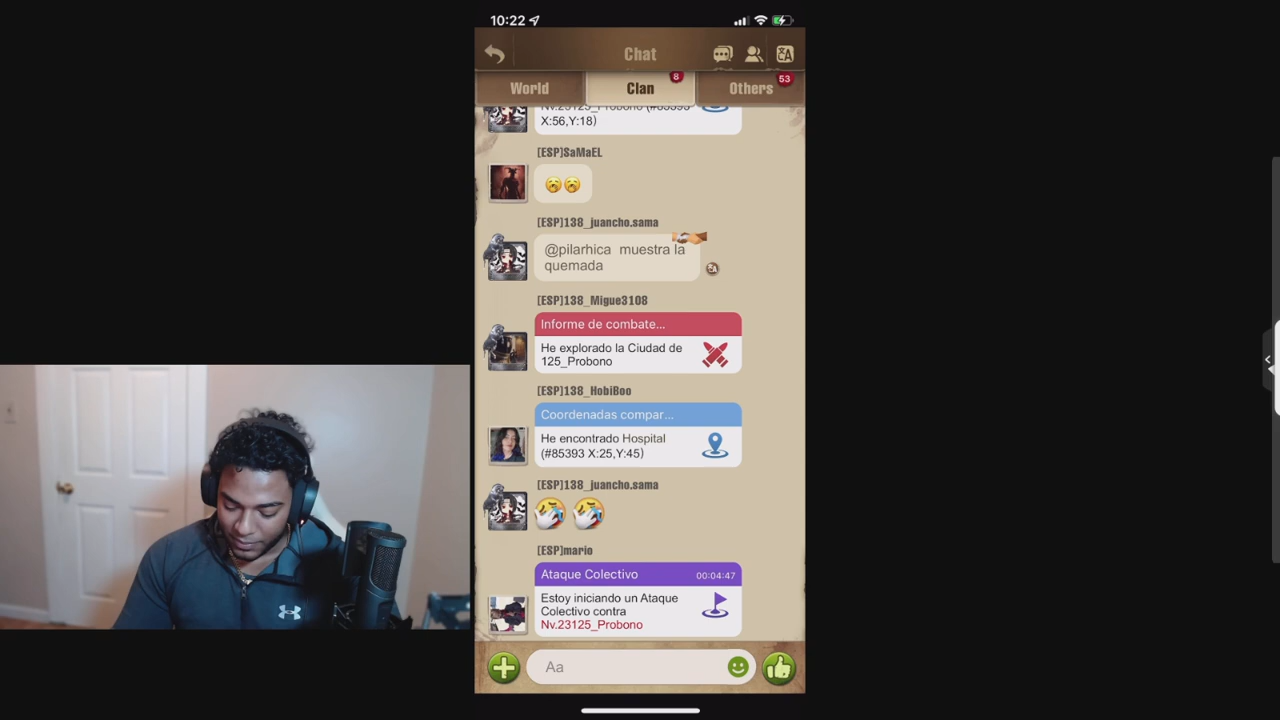 10:22
Chat
World
Clan
8
Others
53
Nv.23125_Probono (#85393
X:56,Y:18)
[ESP]SaMaEL
[ESP]138_juancho.sama
@pilarhica muestra la
quemada
[ESP]138_Migue3108
Informe de combate...
He explorado la Ciudad de
125_Probono
[ESP]138_HobiBoo
Coordenadas compar...
He encontrado Hospital
(#85393 X:25,Y:45)
[ESP]138_juancho.sama
[ESP]mario
Ataque Colectivo
00:04:47
Estoy iniciando un Ataque
Colectivo contra
Nv.23125_Probono
Aa